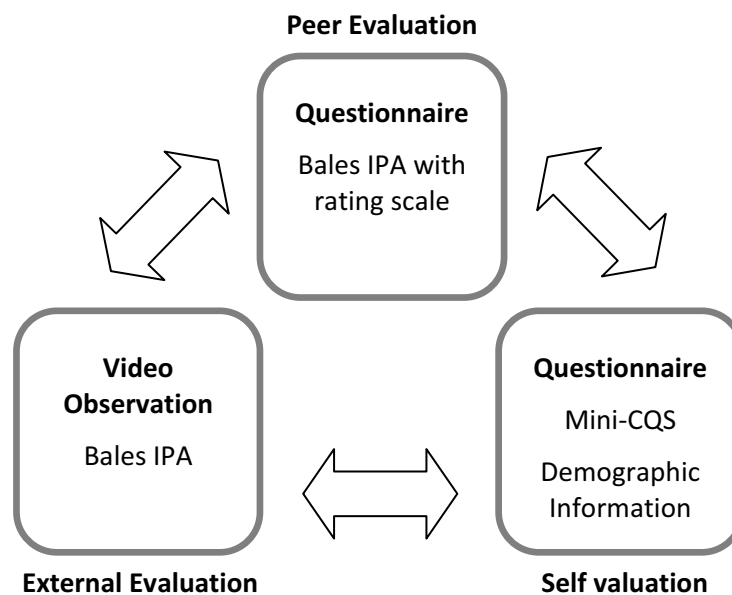 Peer Evaluation
Questionnaire
Bales IPA with
rating scale
Video
Observation
Bales IPA
External Evaluation
Questionnaire
Mini-CQS
Demographic
Information
Self valuation